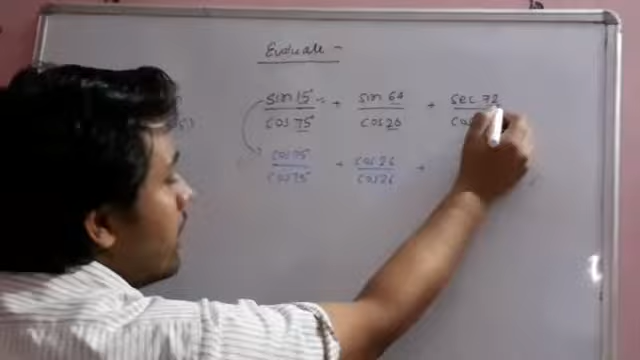 Evaluate -
sin 15° + sin 64 + sec 72
cos 75° cos 26 cos
cos 75° + cos 26 +
cos 75° cos 26